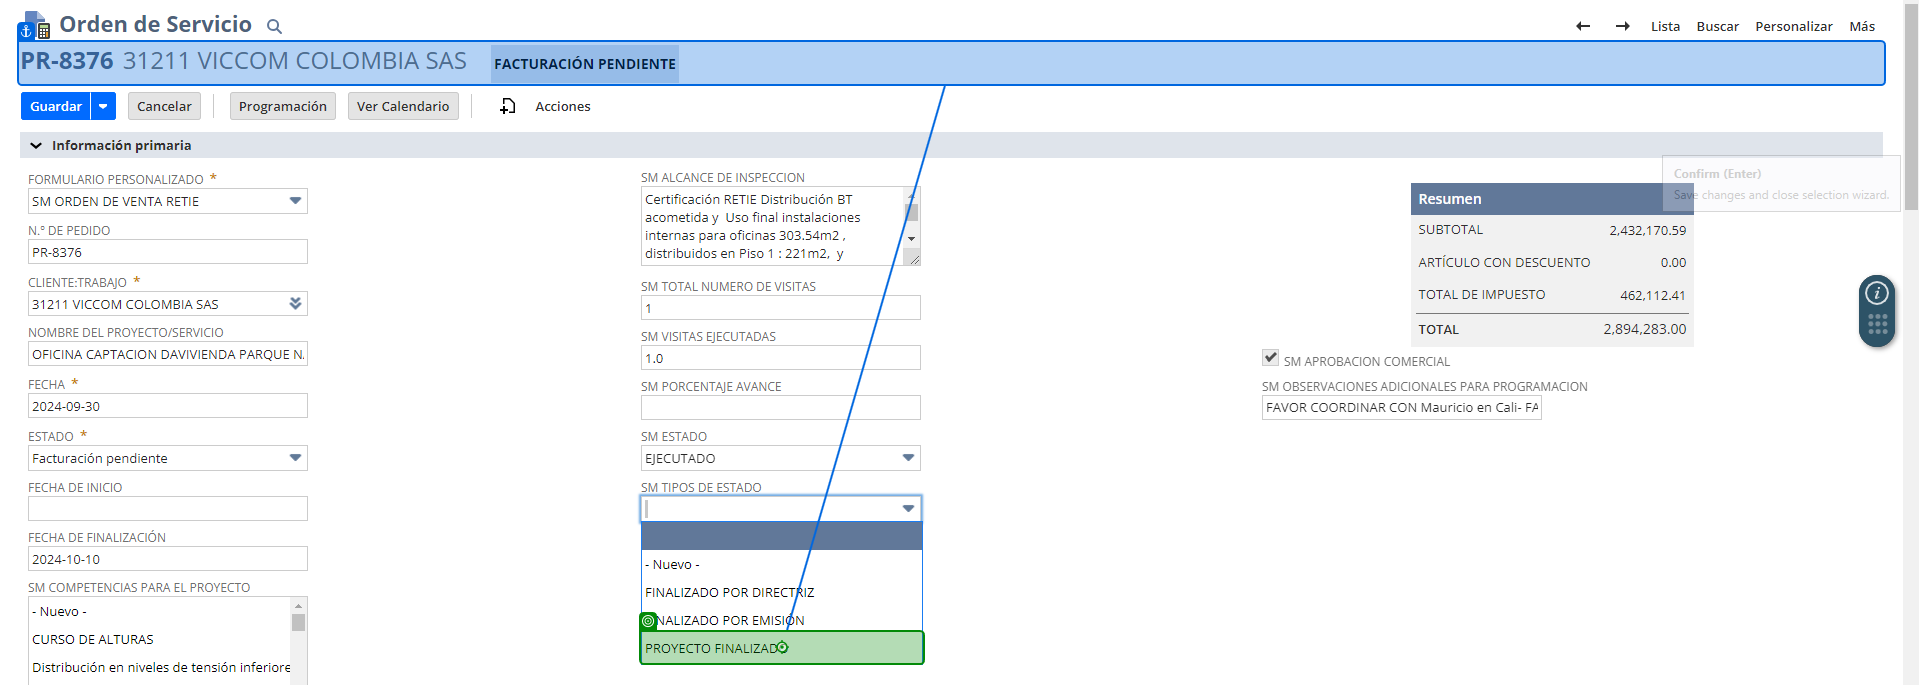 Orden de Servicio
Lista Buscar Personalizar Más
PR-8376 31211 VICCOM COLOMBIA SAS FACTURACIÓN PENDIENTE
Guardar Cancelar Programación Ver Calendario Acciones
Información primaria
FORMULARIO PERSONALIZADO *
SM ORDEN DE VENTA RETIE
N.º DE PEDIDO
PR-8376
CLIENTE:TRABAJO *
31211 VICCOM COLOMBIA SAS
NOMBRE DEL PROYECTO/SERVICIO
OFICINA CAPTACION DAVIVIENDA PARQUE N.
FECHA *
2024-09-30
ESTADO *
Facturación pendiente
FECHA DE INICIO
FECHA DE FINALIZACIÓN
2024-10-10
SM COMPETENCIAS PARA EL PROYECTO
- Nuevo -
CURSO DE ALTURAS
Distribución en niveles de tensión inferiore
SM ALCANCE DE INSPECCION
Certificación RETIE Distribución BT
acometida y Uso final instalaciones
internas para oficinas 303.54m2 ,
distribuidos en Piso 1 : 221m2, y
SM TOTAL NUMERO DE VISITAS
1
SM VISITAS EJECUTADAS
1.0
SM PORCENTAJE AVANCE
SM ESTADO
EJECUTADO
SM TIPOS DE ESTADO
- Nuevo -
FINALIZADO POR DIRECTRIZ
NALIZADO POR EMISIÓN
PROYECTO FINALIZADO
Confirm (Enter)
Save changes and close selection wizard.
Resumen
SUBTOTAL 2,432,170.59
ARTÍCULO CON DESCUENTO 0.00
TOTAL DE IMPUESTO 462,112.41
TOTAL 2,894,283.00
SM APROBACION COMERCIAL
SM OBSERVACIONES ADICIONALES PARA PROGRAMACION
FAVOR COORDINAR CON Mauricio en Cali- FA